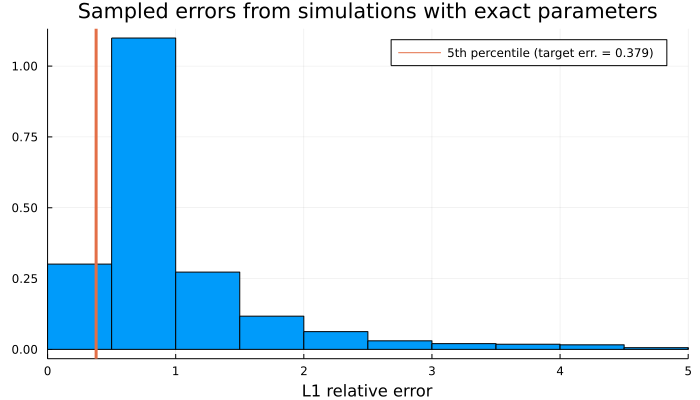 Sampled errors from simulations with exact parameters
5th percentile (target err. = 0.379)
1.00
0.75
0.50
0.25
0.00
0 1 2 3 4 5
L1 relative error